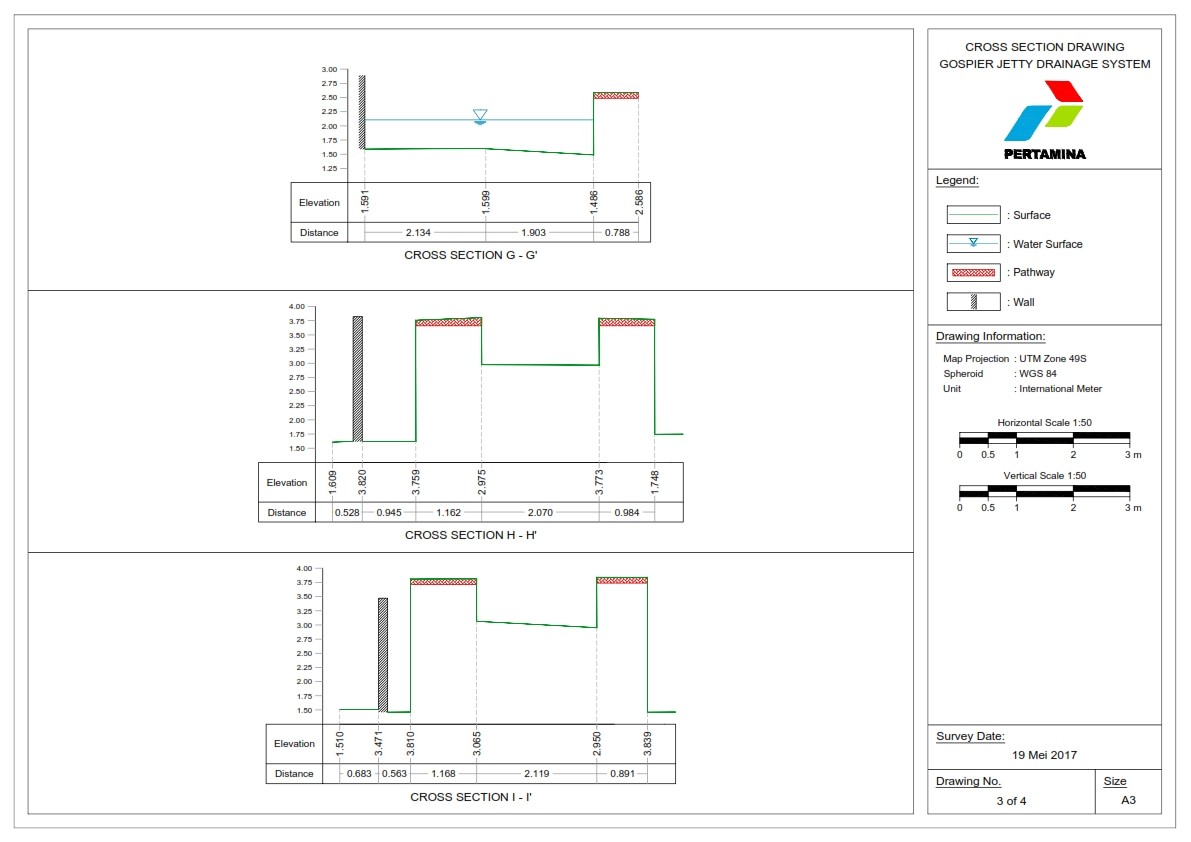 3.00
2.75
2.50
2.25
2.00
1.75
1.50
1.25
Elevation 1.591 1.599 1.486 2.586
Distance 2.134 1.903 0.788
CROSS SECTION G - G'
4.00
3.75
3.50
3.25
3.00
2.75
2.50
2.25
2.00
1.75
1.50
Elevation 1.609 3.820 3.759 2.975 3.773 1.748
Distance 0.528 0.945 1.162 2.070 0.984
CROSS SECTION H - H'
4.00
3.75
3.50
3.25
3.00
2.75
2.50
2.25
2.00
1.75
1.50
Elevation 1.510 3.471 3.810 3.065 2.950 3.839
Distance 0.683 0.563 1.168 2.119 0.891
CROSS SECTION I - I'
CROSS SECTION DRAWING
GOSPIER JETTY DRAINAGE SYSTEM
PERTAMINA
Legend:
: Surface
: Water Surface
: Pathway
: Wall
Drawing Information:
Map Projection : UTM Zone 49S
Spheroid : WGS 84
Unit : International Meter
Horizontal Scale 1:50
0 0.5 1 2 3 m
Vertical Scale 1:50
0 0.5 1 2 3 m
Survey Date:
19 Mei 2017
Drawing No. Size
3 of 4 A3